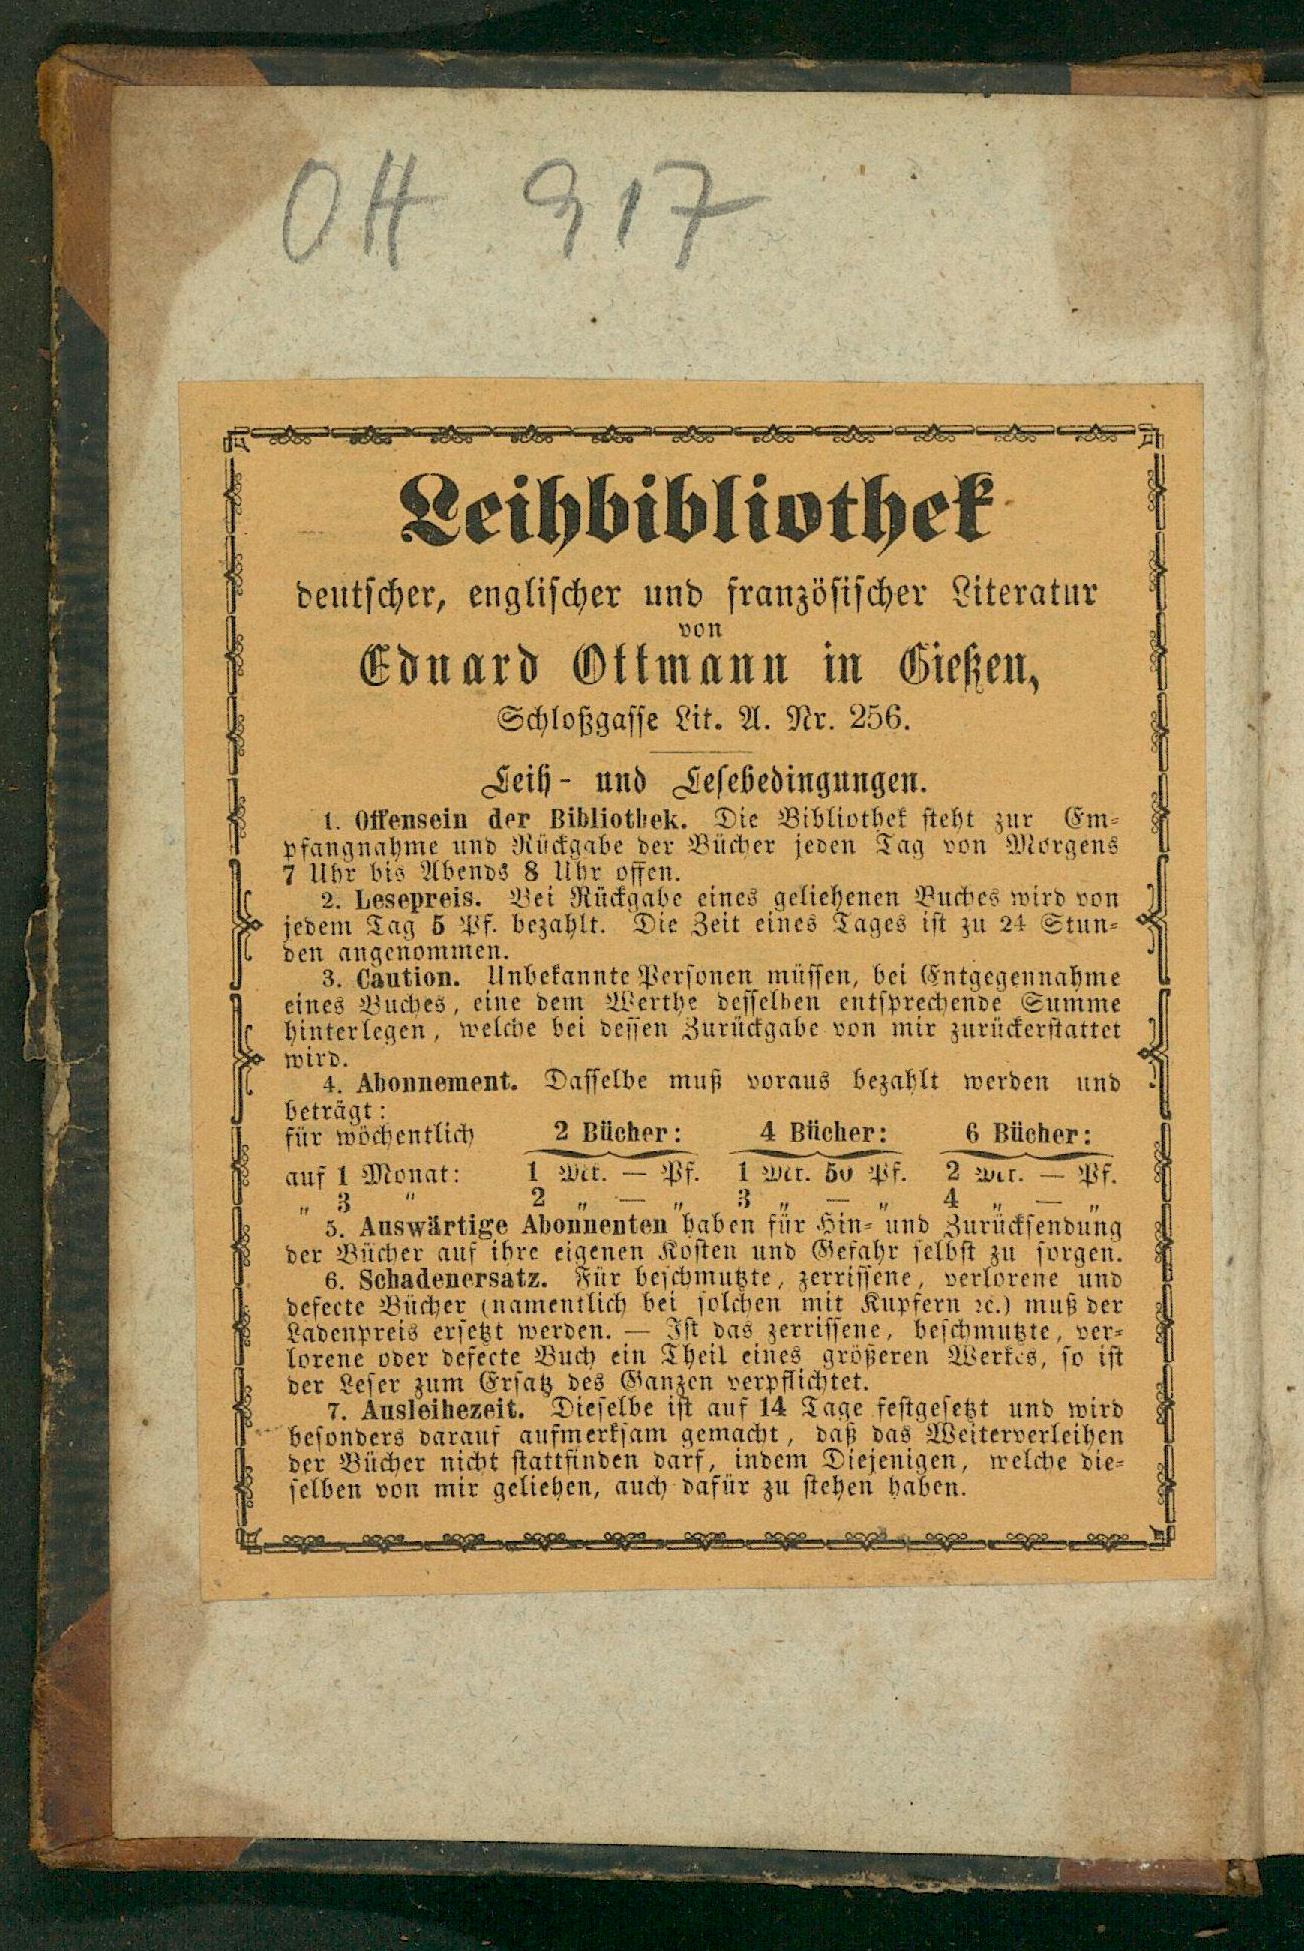 OH 917
Leihbibliothek
deutscher, englischer und französischer Literatur
von
Eduard Ottmann in Gießen,
Schloßgasse Lit. A. Nr. 256.
Leih- und Lesebedingungen.
1. Offensein der Bibliothek. Die Bibliothek steht zur Em-
pfangnahme und Rückgabe der Bücher jeden Tag von Morgens
7 Uhr bis Abends 8 Uhr offen.
2. Lesepreis. Bei Rückgabe eines geliehenen Buches wird von
jedem Tag 5 Pf. bezahlt. Die Zeit eines Tages ist zu 24 Stun-
den angenommen.
3. Caution. Unbekannte Personen müssen, bei Entgegennahme
eines Buches, eine dem Werthe desselben entsprechende Summe
hinterlegen, welche bei dessen Zurückgabe von mir zurückerstattet
wird.
4. Abonnement. Dasselbe muß voraus bezahlt werden und
beträgt:
für wöchentlich 2 Bücher: 4 Bücher: 6 Bücher:
auf 1 Monat: 1 Mk. — Pf. 1 Mk. 50 Pf. 2 Mk. — Pf.
„ 3 „ 2 „ — „ 3 „ — „ 4 „ — „
5. Auswärtige Abonnenten haben für Hin- und Zurücksendung
der Bücher auf ihre eigenen Kosten und Gefahr selbst zu sorgen.
6. Schadenersatz. Für beschmutzte, zerrissene, verlorene und
defecte Bücher (namentlich bei solchen mit Kupfern ꝛc.) muß der
Ladenpreis ersetzt werden. — Ist das zerrissene, beschmutzte, ver-
lorene oder defecte Buch ein Theil eines größeren Werkes, so ist
der Leser zum Ersatz des Ganzen verpflichtet.
7. Ausleihezeit. Dieselbe ist auf 14 Tage festgesetzt und wird
besonders darauf aufmerksam gemacht, daß das Weiterverleihen
der Bücher nicht stattfinden darf, indem Diejenigen, welche die-
selben von mir geliehen, auch dafür zu stehen haben.